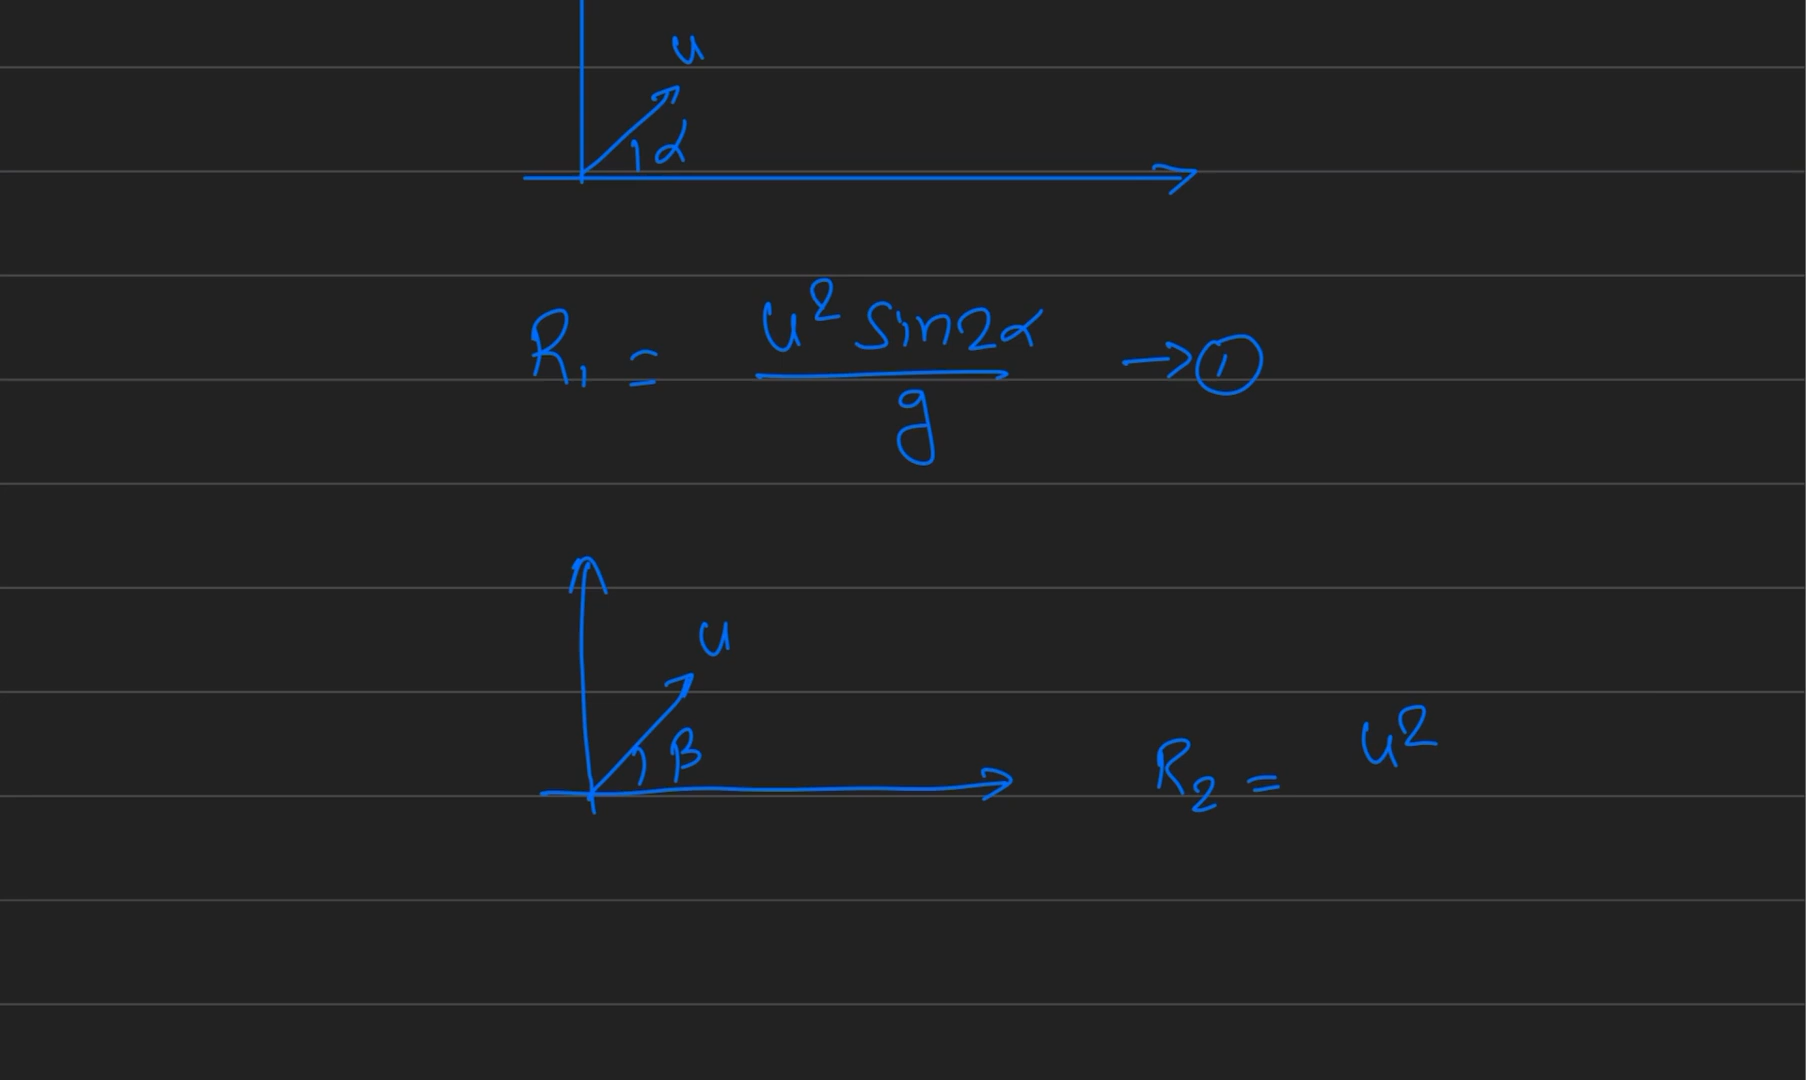 u
α
R₁ = u² sin2α / g → ①
u
β
R₂ = u²